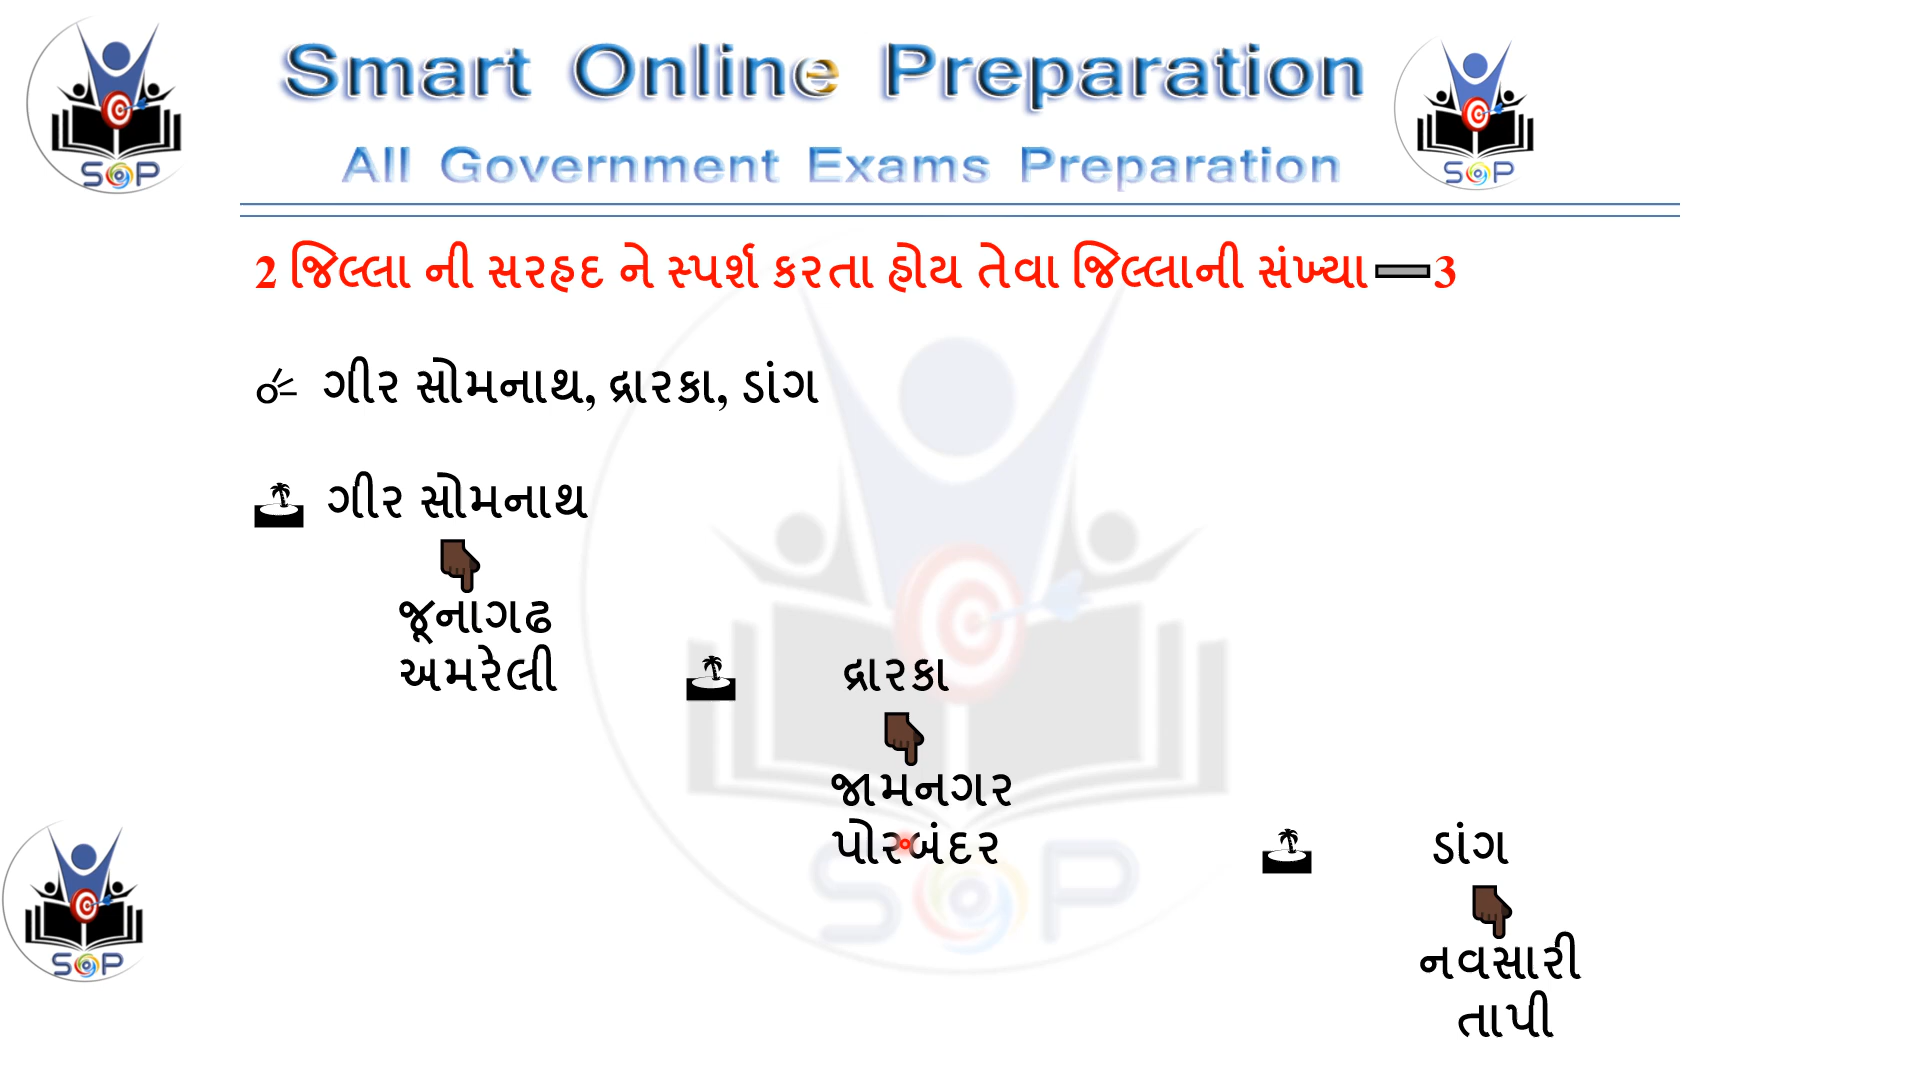 Smart Online Preparation
All Government Exams Preparation
SOP
SOP
2 જિલ્લા ની સરહદ ને સ્પર્શ કરતા હોય તેવા જિલ્લાની સંખ્યા ➖3
ગીર સોમનાથ, દ્રારકા, ડાંગ
ગીર સોમનાથ
જૂનાગઢ
અમરેલી
દ્રારકા
જામનગર
પોરબંદર
ડાંગ
નવસારી
તાપી
SOP
SOP